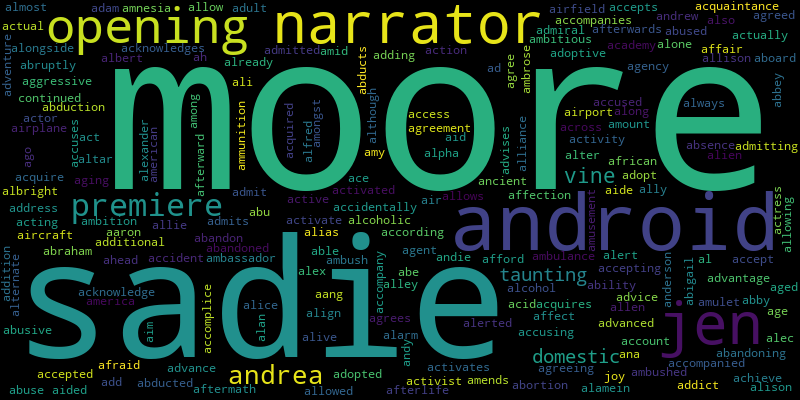 almost adam amnesia allow adult airfield accepts acquaintance
actual opening narrator accompanies andrew also agreed
alongside acknowledges admiral afterwards abused
adventure abruptly albert ah already admitted amid adding action ambitious academy alone affair actually
aggressive ali abducts ad agree ambrose adoptive agency allison aboard
continued moore abbey
abduction among although access accused always
actor ammunition acquired amongst agreement airport along
airplane accuses act alexander american alfred aid advises alliance across amount absence admitting
ago altar afterward amy alpha activity alien
acquire aging ace ancient alter african
albright admit active activated vine adopt
address premiere abu accidentally allows affection aide ally actress
acting ambition admits activate alcoholic air android amusement allowing
aircraft aaron allie alias according
additional abandon able agent andie afford ambulance alert al accept
addition abraham ahead accident abandoned ambassador ambush accepting anderson abigail
alternate sadie alex abe taunting ability advantage
acknowledge accomplice aang accompany alley alcohol advice amulet abby aged
america alice align acidacquires allen age
abusive aim alan alive agrees alarm alerted affect advanced jen
andy accusing account alec
afraid advance activates domestic ana abandoning
accepted andrea adopted agreeing joy ambushed accompanied
add abducted activist amends abortion achieve
abuse aided aftermath allowed afterlife alamein addict alison